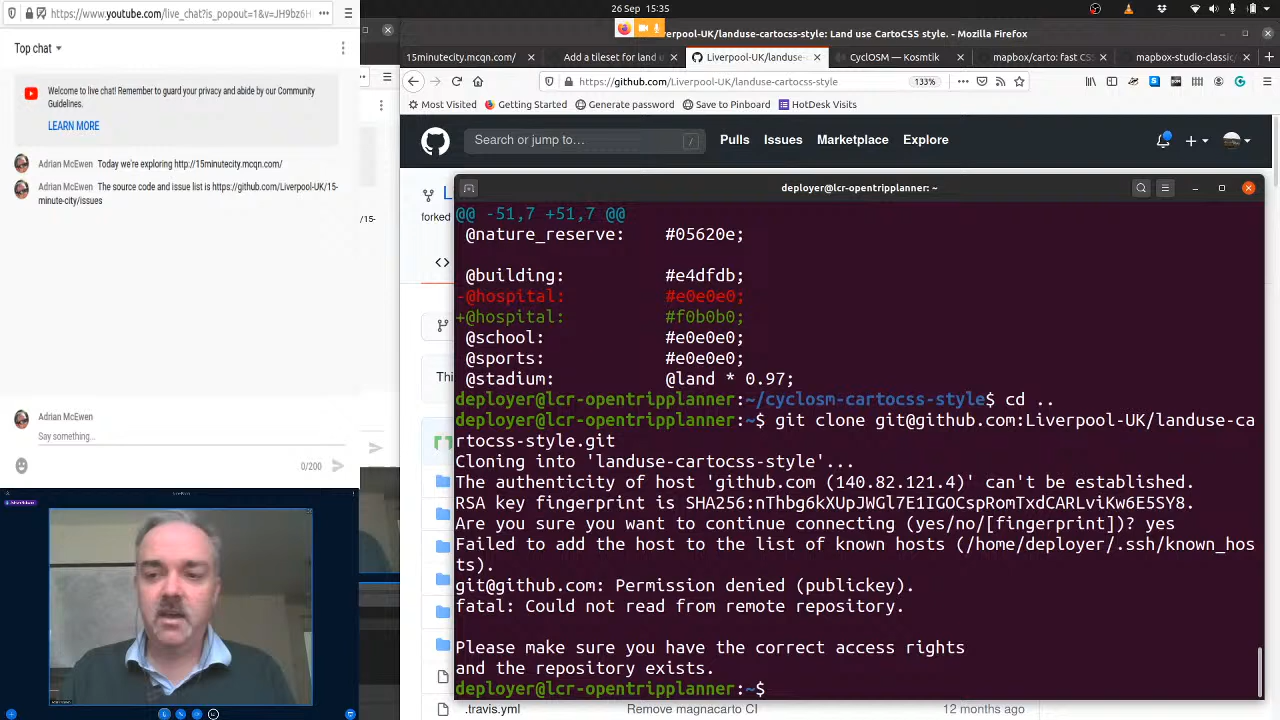 26 Sep 15:35
https://www.youtube.com/live_chat?is_popout=1&v=JH9bz6H
Top chat
Welcome to live chat! Remember to guard your privacy and abide by our Community
Guidelines.
LEARN MORE
Adrian McEwen Today we're exploring http://15minutecity.mcqn.com/
Adrian McEwen The source code and issue list is https://github.com/Liverpool-UK/15-
minute-city/issues
Adrian McEwen
Say something...
0/200
erpool-UK/landuse-cartocss-style: Land use CartoCSS style. - Mozilla Firefox
15minutecity.mcqn.com/
Add a tileset for land u
Liverpool-UK/landuse-
CyclOSM — Kosmtik
mapbox/carto: fast CS
mapbox-studio-classic/
https://github.com/Liverpool-UK/landuse-cartocss-style
133%
Most Visited
Getting Started
Generate password
Save to Pinboard
HotDesk Visits
Search or jump to...
/
Pulls
Issues
Marketplace
Explore
L
forked
<>
Thi
/15-
deployer@lcr-opentripplanner: ~
@@ -51,7 +51,7 @@
@nature_reserve: #05620e;
@building: #e4dfdb;
-@hospital: #e0e0e0;
+@hospital: #f0b0b0;
@school: #e0e0e0;
@sports: #e0e0e0;
@stadium: @land * 0.97;
deployer@lcr-opentripplanner:~/cyclosm-cartocss-style$ cd ..
deployer@lcr-opentripplanner:~$ git clone git@github.com:Liverpool-UK/landuse-ca
rtocss-style.git
Cloning into 'landuse-cartocss-style'...
The authenticity of host 'github.com (140.82.121.4)' can't be established.
RSA key fingerprint is SHA256:nThbg6kXUpJWGl7E1IGOCspRomTxdCARLviKw6E5SY8.
Are you sure you want to continue connecting (yes/no/[fingerprint])? yes
Failed to add the host to the list of known hosts (/home/deployer/.ssh/known_hos
ts).
git@github.com: Permission denied (publickey).
fatal: Could not read from remote repository.
Please make sure you have the correct access rights
and the repository exists.
deployer@lcr-opentripplanner:~$
.travis.yml
Remove magnacarto CI
12 months ago